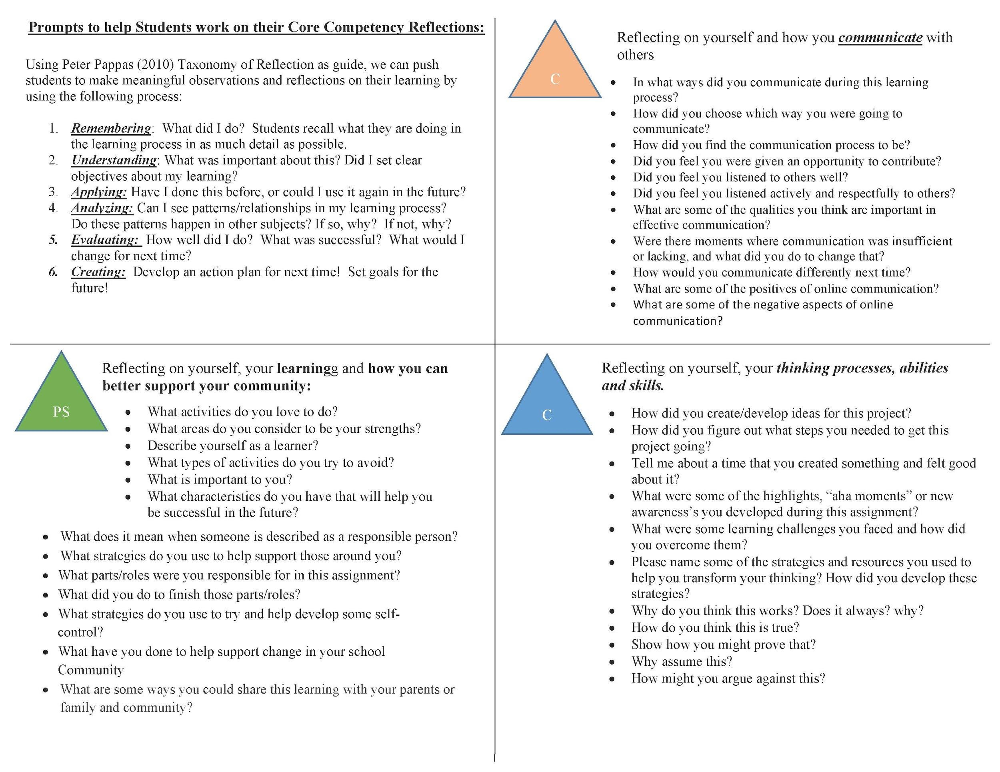 Prompts to help Students work on their Core Competency Reflections:
Using Peter Pappas (2010) Taxonomy of Reflection as guide, we can push
students to make meaningful observations and reflections on their learning by
using the following process:
1. Remembering:  What did I do?  Students recall what they are doing in
the learning process in as much detail as possible.
2. Understanding: What was important about this? Did I set clear
objectives about my learning?
3. Applying: Have I done this before, or could I use it again in the future?
4. Analyzing: Can I see patterns/relationships in my learning process?
Do these patterns happen in other subjects? If so, why?  If not, why?
5. Evaluating:  How well did I do?  What was successful?  What would I
change for next time?
6. Creating:  Develop an action plan for next time!  Set goals for the
future!
C
Reflecting on yourself and how you communicate with
others
• In what ways did you communicate during this learning
process?
• How did you choose which way you were going to
communicate?
• How did you find the communication process to be?
• Did you feel you were given an opportunity to contribute?
• Did you feel you listened to others well?
• Did you feel you listened actively and respectfully to others?
• What are some of the qualities you think are important in
effective communication?
• Were there moments where communication was insufficient
or lacking, and what did you do to change that?
• How would you communicate differently next time?
• What are some of the positives of online communication?
• What are some of the negative aspects of online
communication?
PS
Reflecting on yourself, your learningg and how you can
better support your community:
• What activities do you love to do?
• What areas do you consider to be your strengths?
• Describe yourself as a learner?
• What types of activities do you try to avoid?
• What is important to you?
• What characteristics do you have that will help you
be successful in the future?
• What does it mean when someone is described as a responsible person?
• What strategies do you use to help support those around you?
• What parts/roles were you responsible for in this assignment?
• What did you do to finish those parts/roles?
• What strategies do you use to try and help develop some self-
control?
• What have you done to help support change in your school
Community
• What are some ways you could share this learning with your parents or
family and community?
C
Reflecting on yourself, your thinking processes, abilities
and skills.
• How did you create/develop ideas for this project?
• How did you figure out what steps you needed to get this
project going?
• Tell me about a time that you created something and felt good
about it?
• What were some of the highlights, “aha moments” or new
awareness’s you developed during this assignment?
• What were some learning challenges you faced and how did
you overcome them?
• Please name some of the strategies and resources you used to
help you transform your thinking? How did you develop these
strategies?
• Why do you think this works? Does it always? why?
• How do you think this is true?
• Show how you might prove that?
• Why assume this?
• How might you argue against this?